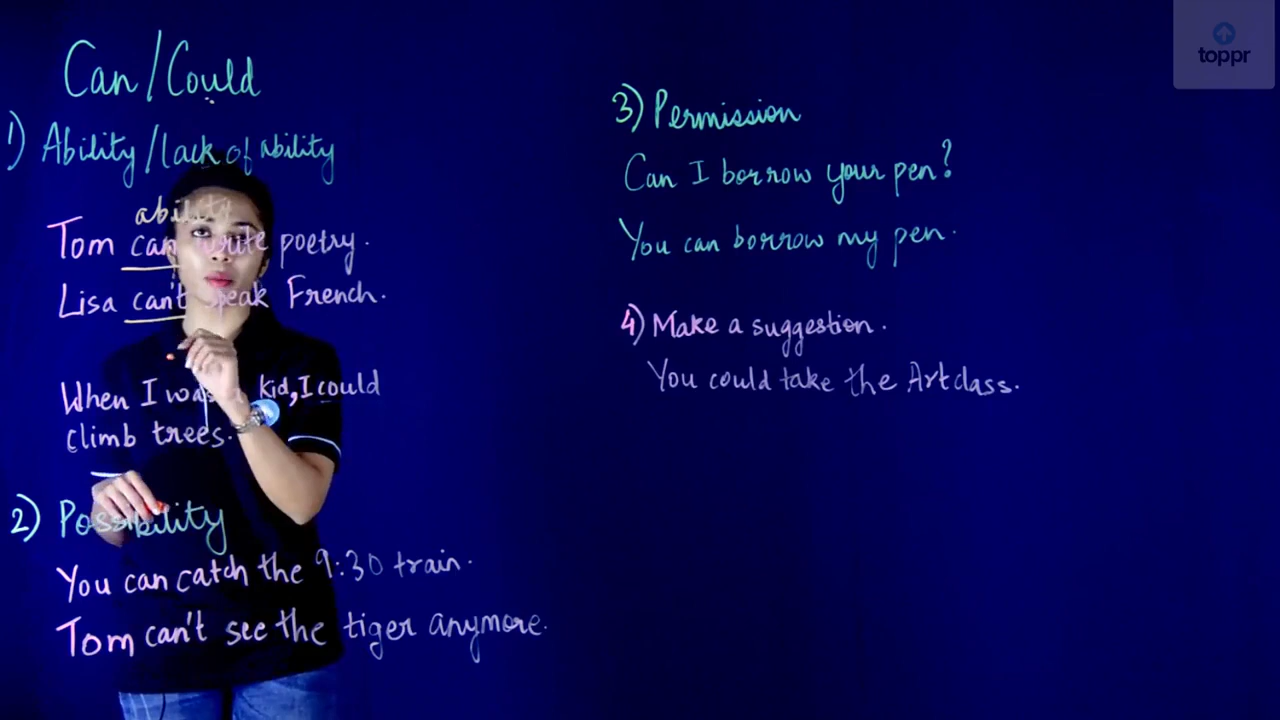 Can/Could
1) Ability/lack of ability
ability
Tom can write poetry.
Lisa can't speak French.
When I was a kid, I could
climb trees.
2) Possibility
You can catch the 9:30 train.
Tom can't see the tiger anymore.
3) Permission
Can I borrow your pen?
You can borrow my pen.
4) Make a suggestion.
You could take the Art class.
toppr